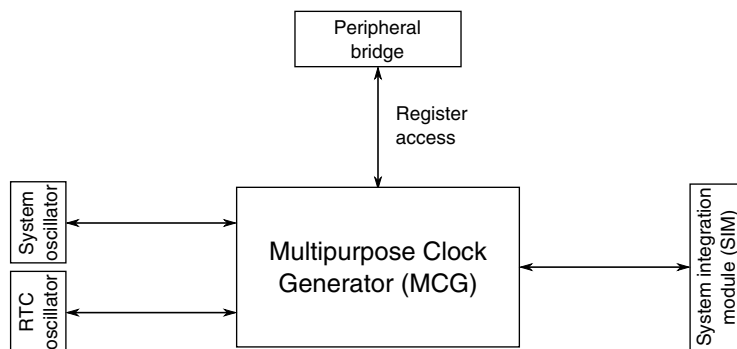 Peripheral
bridge
Register
access
System
oscillator
Multipurpose Clock
Generator (MCG)
RTC
oscillator
System integration
module (SIM)